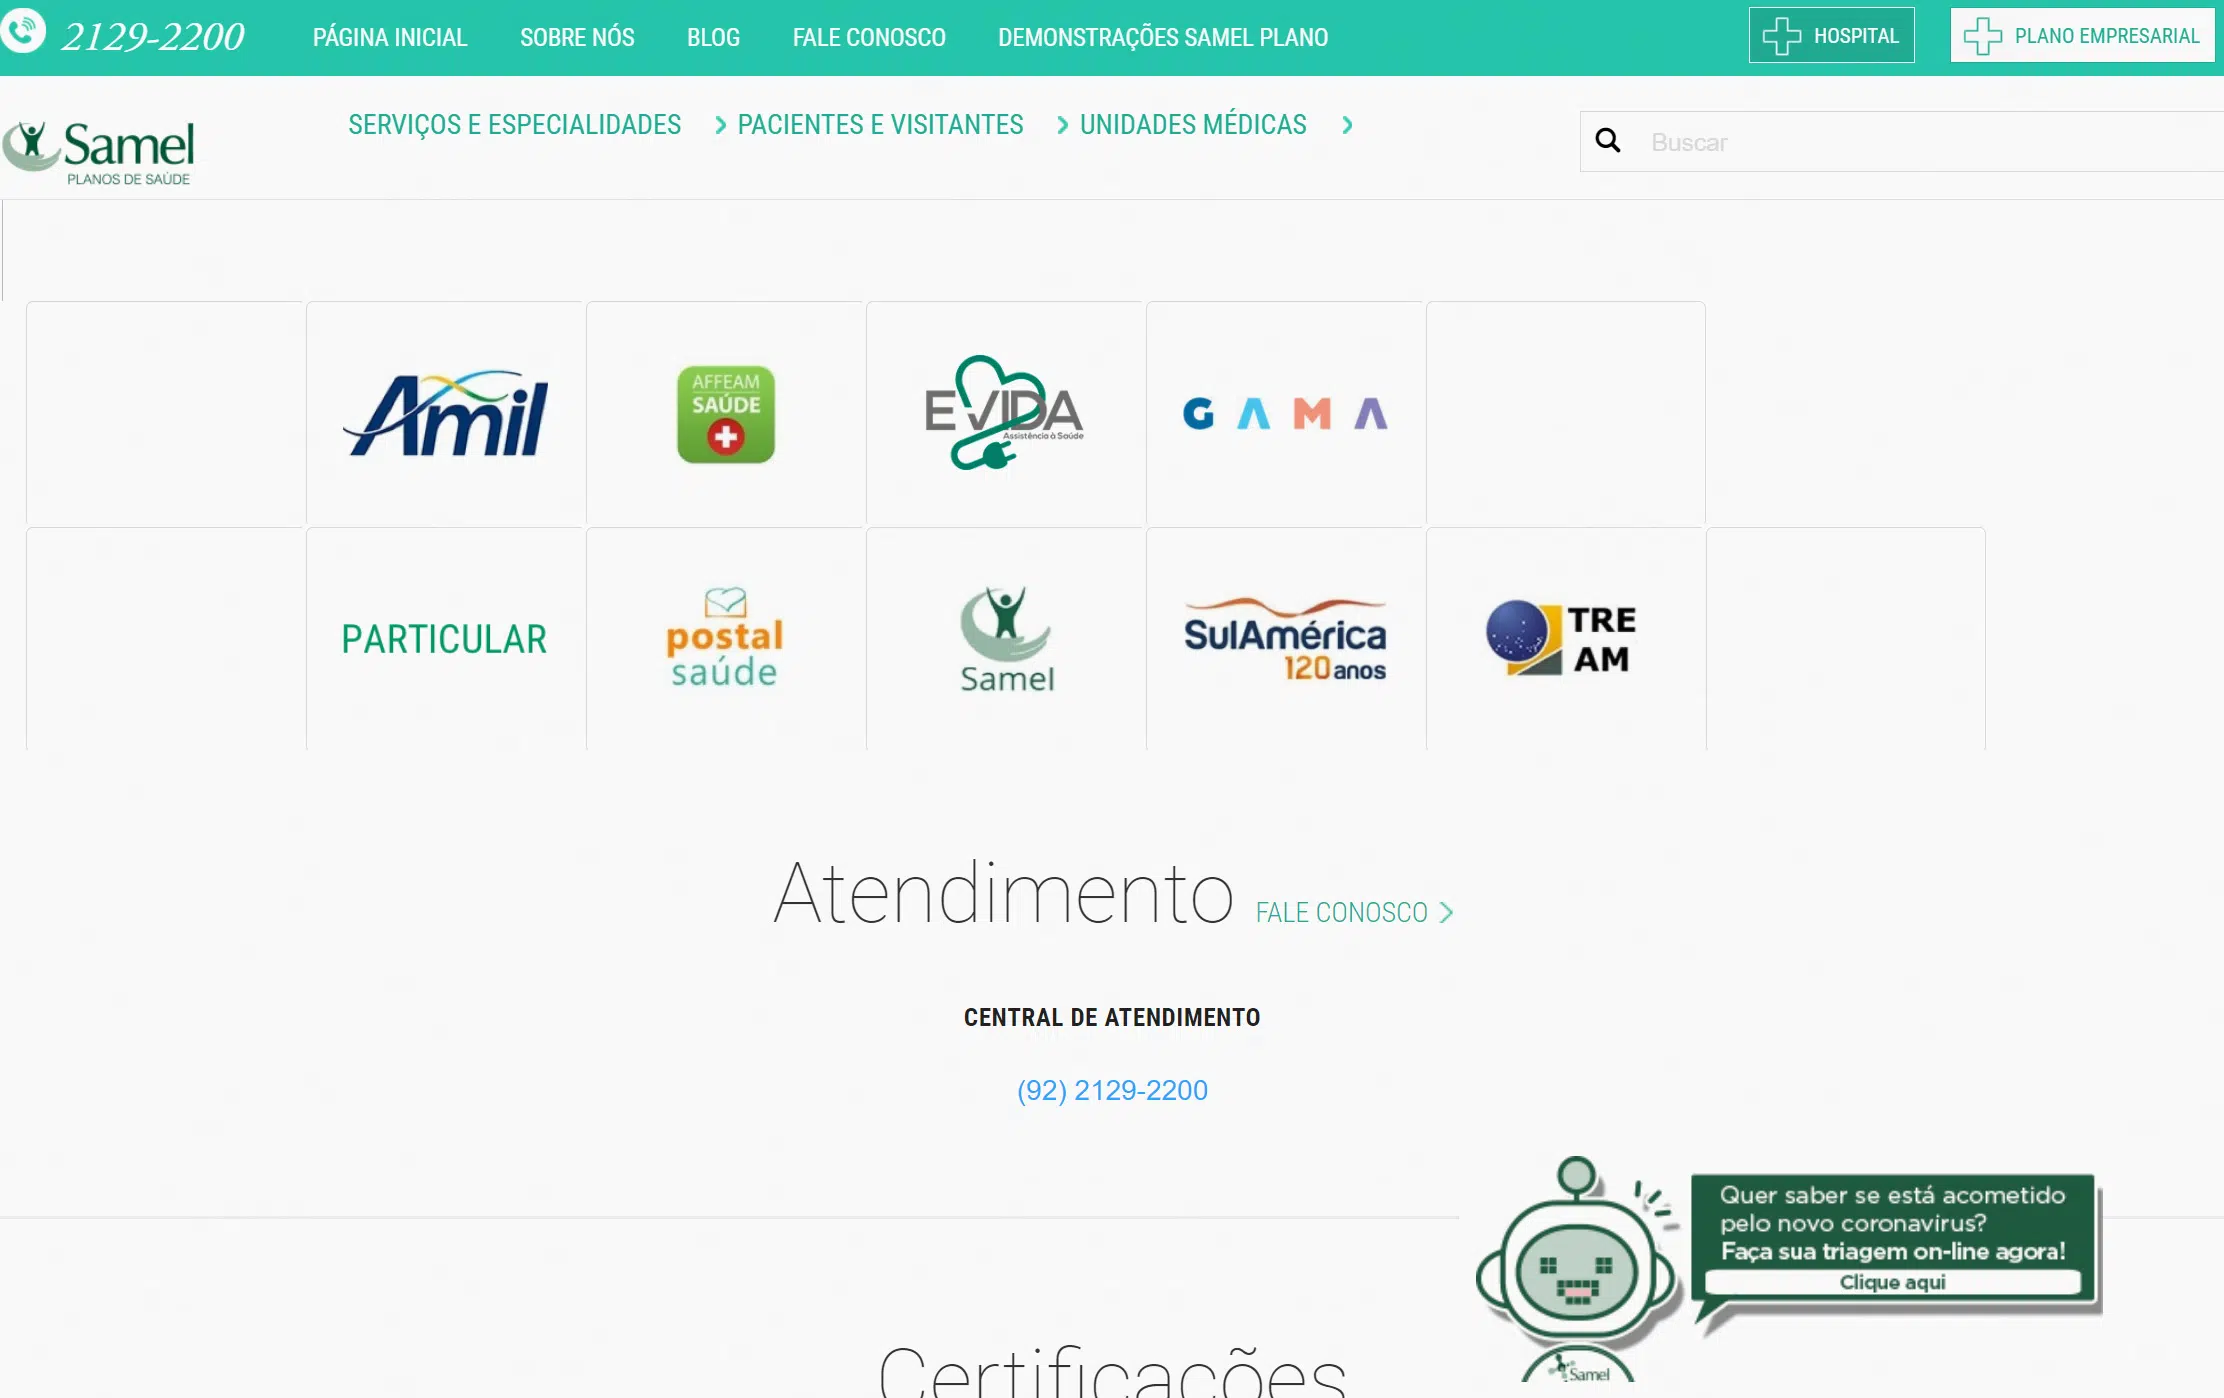 2129-2200
PÁGINA INICIAL
SOBRE NÓS
BLOG
FALE CONOSCO
DEMONSTRAÇÕES SAMEL PLANO
HOSPITAL
PLANO EMPRESARIAL
Samel
PLANOS DE SAÚDE
SERVIÇOS E ESPECIALIDADES
PACIENTES E VISITANTES
UNIDADES MÉDICAS
Buscar
Amil
AFFEAM
SAÚDE
E-VIDA
Assistência à Saúde
GAMA
PARTICULAR
postal
saúde
Samel
SulAmérica
120 anos
TRE
AM
Atendimento FALE CONOSCO
CENTRAL DE ATENDIMENTO
(92) 2129-2200
Quer saber se está acometido
pelo novo coronavirus?
Faça sua triagem on-line agora!
Clique aqui
Samel
Certificações